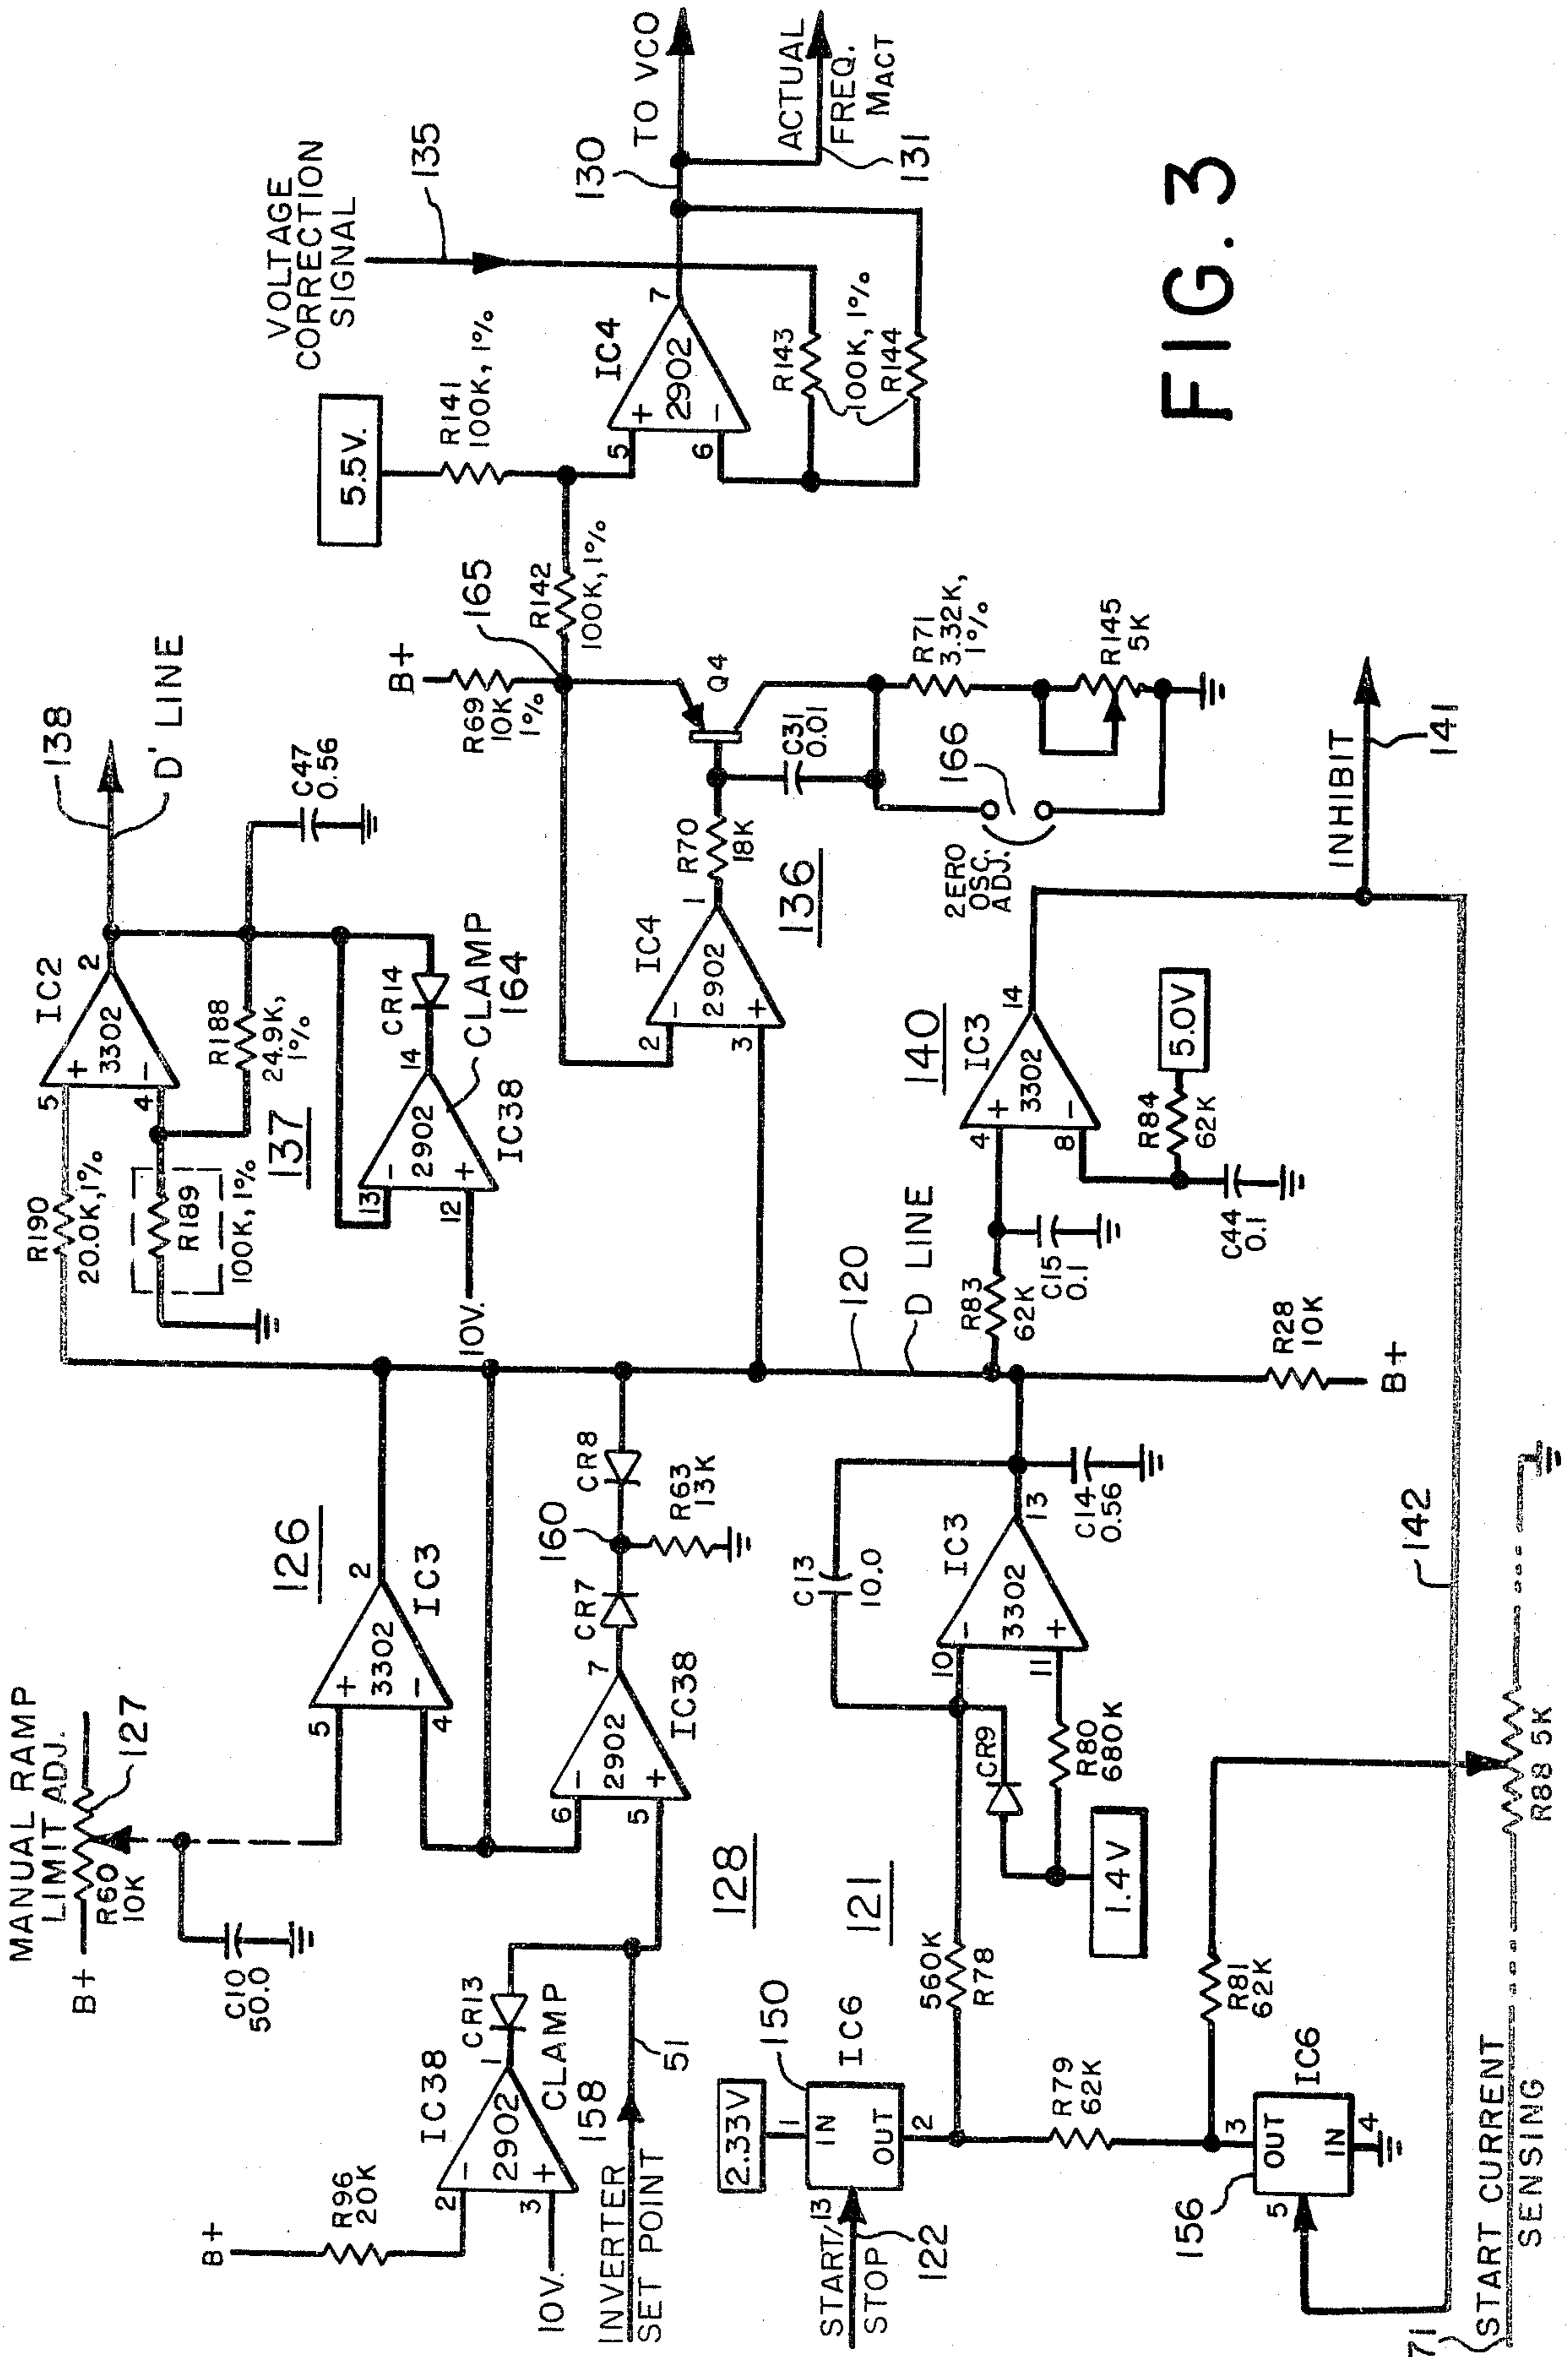 MANUAL RAMP
LIMIT ADJ.
127
B+
R60
10K
C10
50.0
126
5
+
3302
-
4
2
IC3
R190
20.0K, 1%
5
IC2
+
3302
-
4
2
138
D' LINE
R189
100K, 1%
R188
24.9K,
1%
137
C47
0.56
CR14
14
2902
13
-
12
+
IC38
CLAMP
164
10V.
B+
R96
20K
IC38
2
-
2902
3
+
1
CR13
CLAMP
158
10V.
INVERTER
SET POINT
51
128
6
-
2902
5
+
7
IC38
CR7
160
CR8
R63
13K
B+
R69
10K
1%
165
R142
100K, 1%
5.5V.
R141
100K, 1%
VOLTAGE
CORRECTION
SIGNAL
135
IC4
5
+
2902
6
-
7
R143
100K, 1%
R144
130
TO VCO
ACTUAL
FREQ.
MACT
131
IC4
2
-
2902
3
+
1
R70
18K
136
Q4
C31
0.01
R71
3.32K,
1%
R145
5K
166
2ERO
OSC.
ADJ.
2.33V
1
150
IN
OUT
IC6
START/
STOP
13
122
2
560K
R78
121
CR9
1.4V
R80
680K
C13
10.0
10
-
3302
11
+
IC3
13
C14
0.56
120
D LINE
R83
62K
C15
0.1
140
IC3
4
+
3302
8
-
14
R84
62K
5.0V
C44
0.1
R28
10K
B+
INHIBIT
141
R79
62K
R81
62K
156
3
OUT
IN
4
5
IC6
142
71
START CURRENT
SENSING
R88 5K
FIG. 3